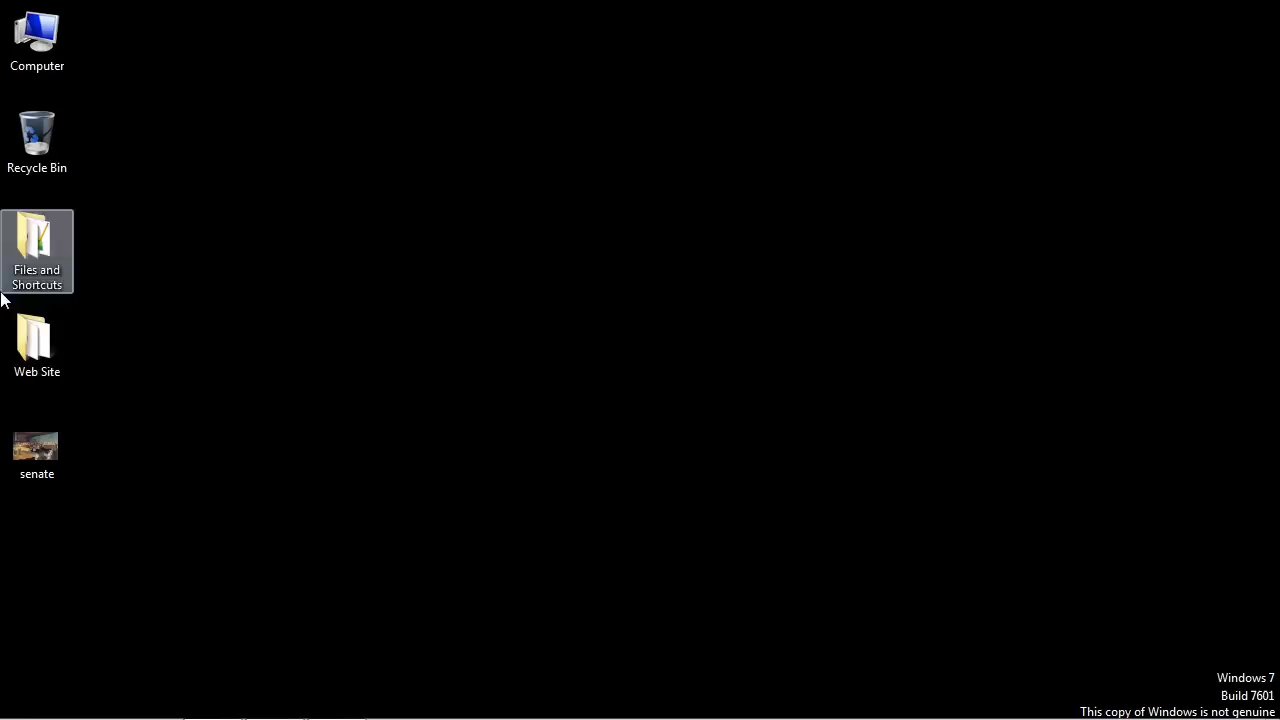 Computer
Recycle Bin
Files and
Shortcuts
Web Site
senate
Windows 7
Build 7601
This copy of Windows is not genuine